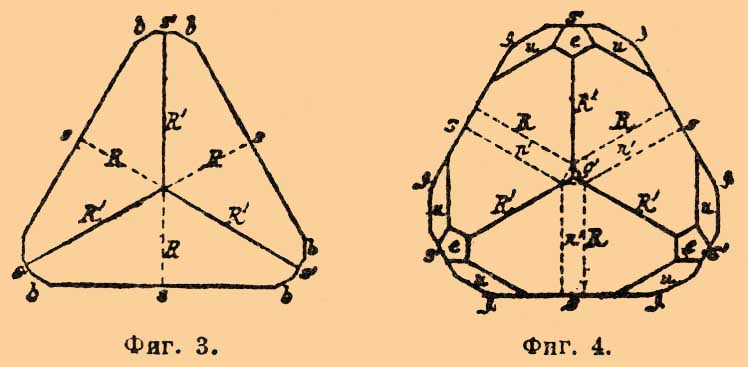 b s' b
s R' s
R R
R' R'
R
s' s'
b
b s b
Фиг. 3.
s'
e
u u
R'
s R R s
n' n'
R' R'
u u
n' R
e e
s' s'
u u
s
Фиг. 4.